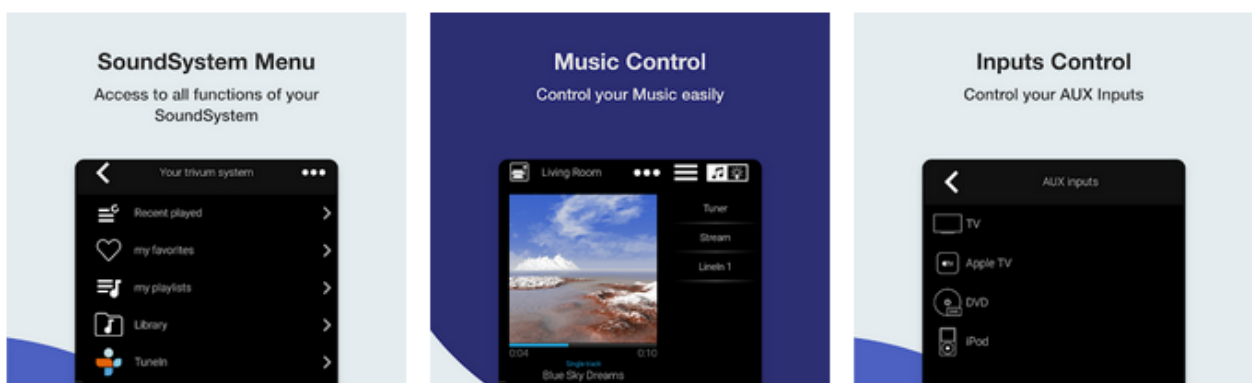 SoundSystem Menu
Access to all functions of your
SoundSystem
Your trivum system
Recent played
my favorites
my playlists
Library
TuneIn
Music Control
Control your Music easily
Living Room
Tuner
Stream
LineIn 1
0:04
0:10
Single track
Blue Sky Dreams
Inputs Control
Control your AUX Inputs
AUX inputs
TV
Apple TV
DVD
iPod